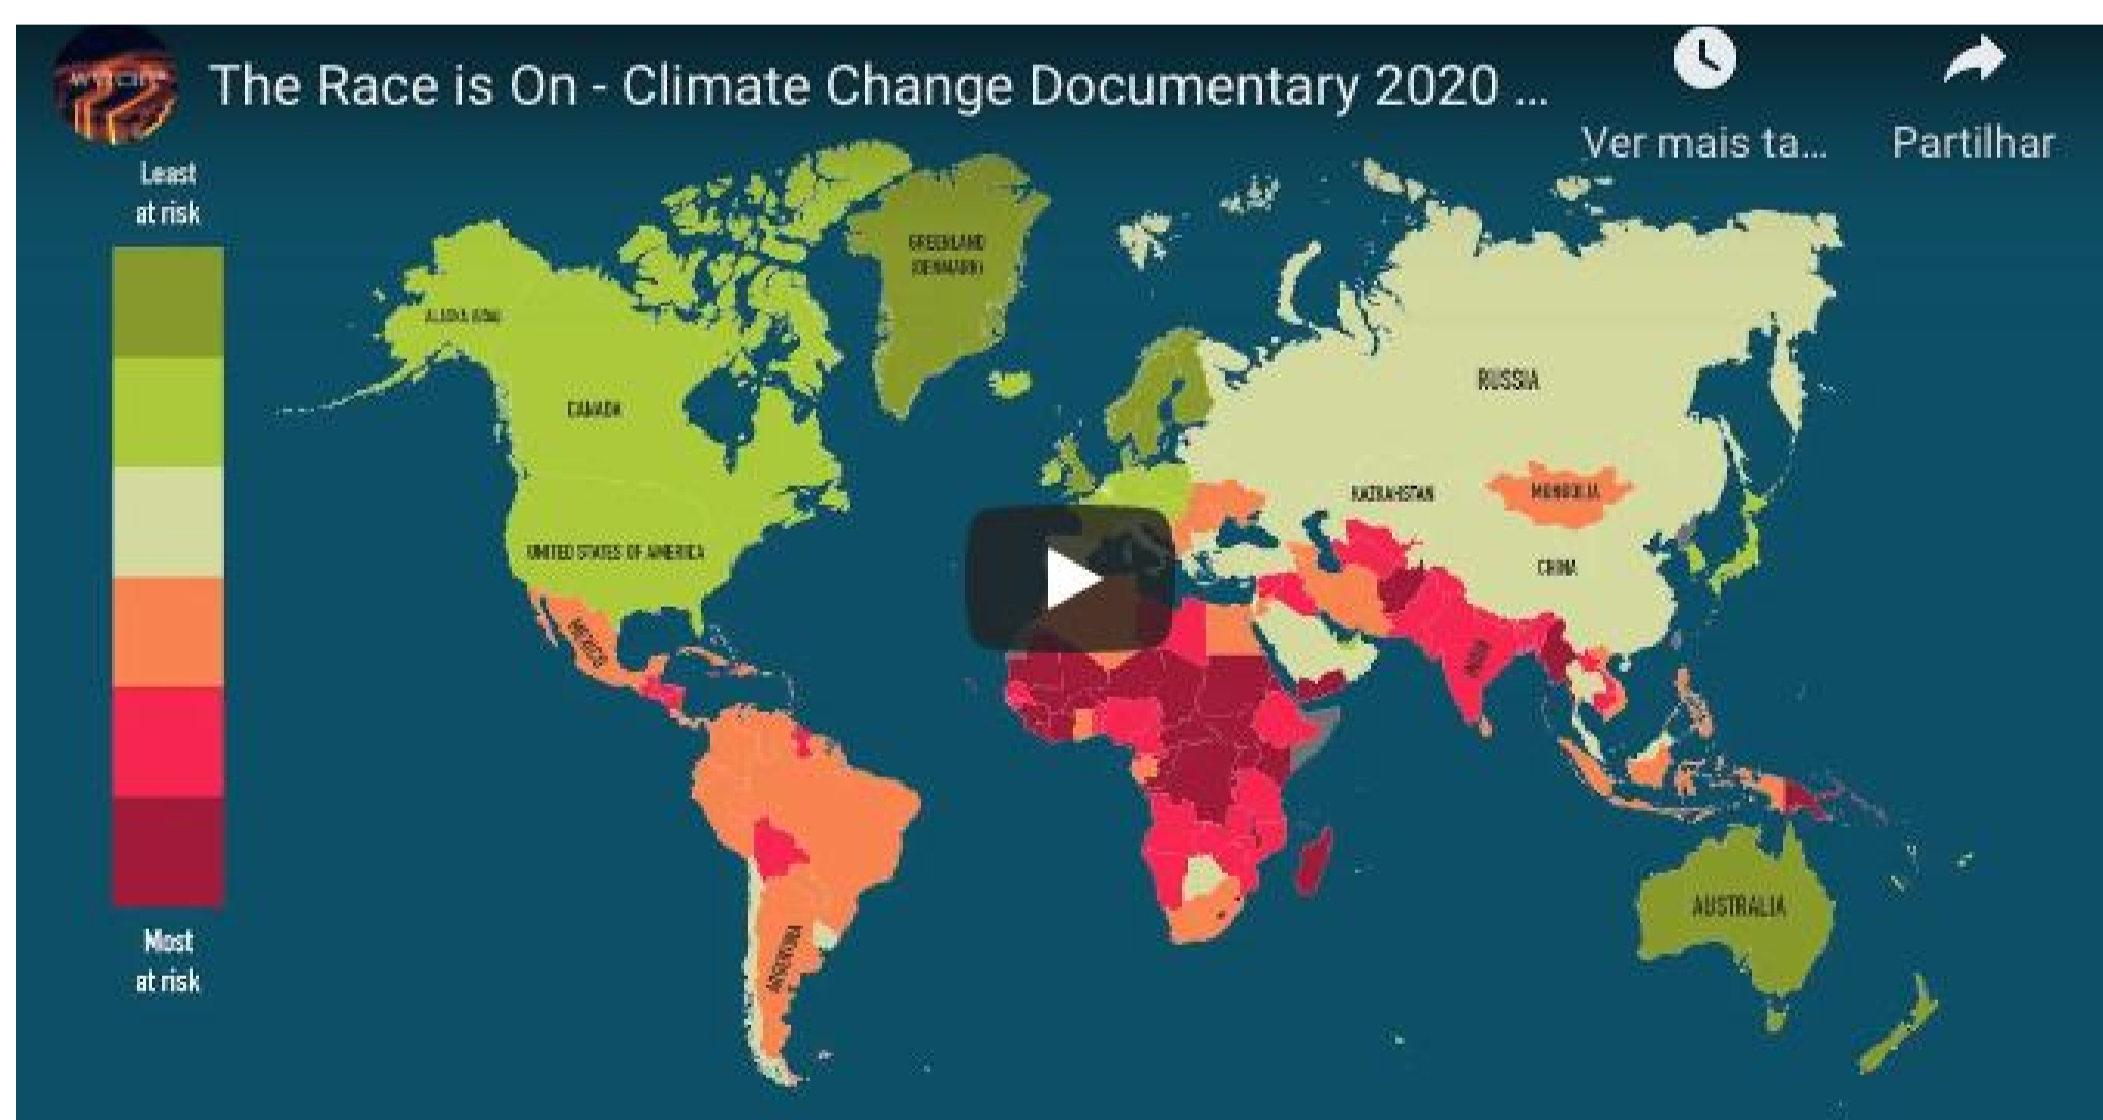 The Race is On - Climate Change Documentary 2020 ...
Ver mais ta...
Partilhar
Least
at risk
GREENLAND
(DENMARK)
CANADA
RUSSIA
KAZAKHSTAN
MONGOLIA
UNITED STATES OF AMERICA
CHINA
MEXICO
INDIA
AUSTRALIA
ARGENTINA
Most
at risk